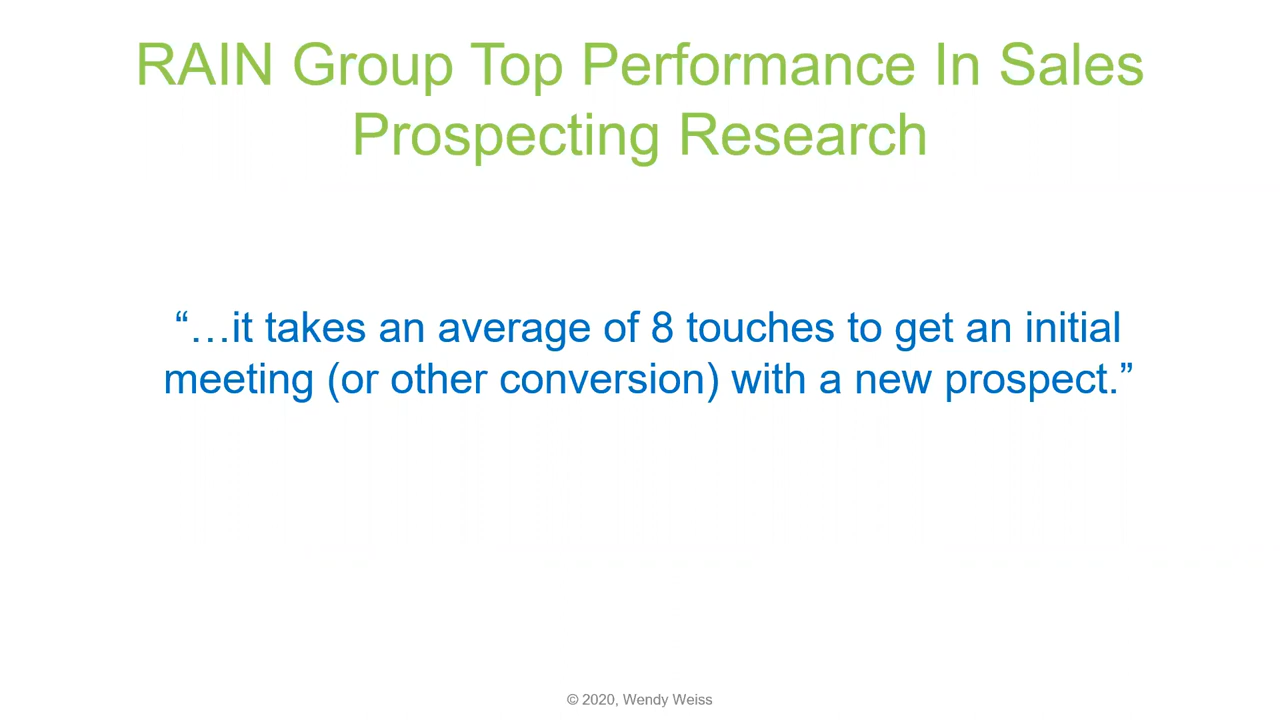 RAIN Group Top Performance In Sales
Prospecting Research
“…it takes an average of 8 touches to get an initial
meeting (or other conversion) with a new prospect.”
© 2020, Wendy Weiss